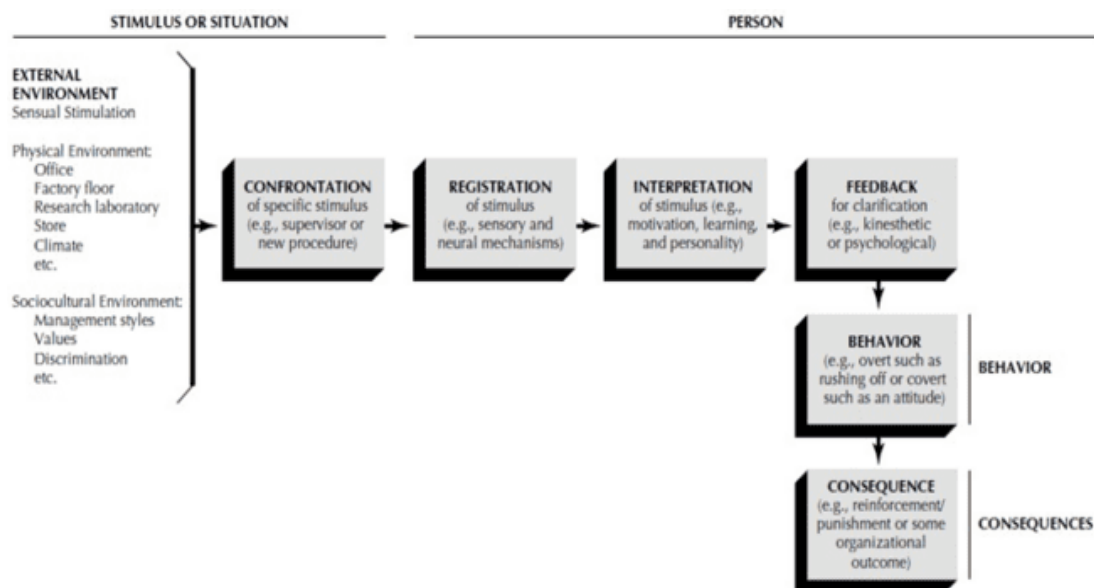 STIMULUS OR SITUATION
PERSON
EXTERNAL
ENVIRONMENT
Sensual Stimulation
Physical Environment:
Office
Factory floor
Research laboratory
Store
Climate
etc.
Sociocultural Environment:
Management styles
Values
Discrimination
etc.
CONFRONTATION
of specific stimulus
(e.g., supervisor or
new procedure)
REGISTRATION
of stimulus
(e.g., sensory and
neural mechanisms)
INTERPRETATION
of stimulus (e.g.,
motivation, learning,
and personality)
FEEDBACK
for clarification
(e.g., kinesthetic
or psychological)
BEHAVIOR
(e.g., overt such as
rushing off or covert
such as an attitude)
BEHAVIOR
CONSEQUENCE
(e.g., reinforcement/
punishment or some
organizational
outcome)
CONSEQUENCES